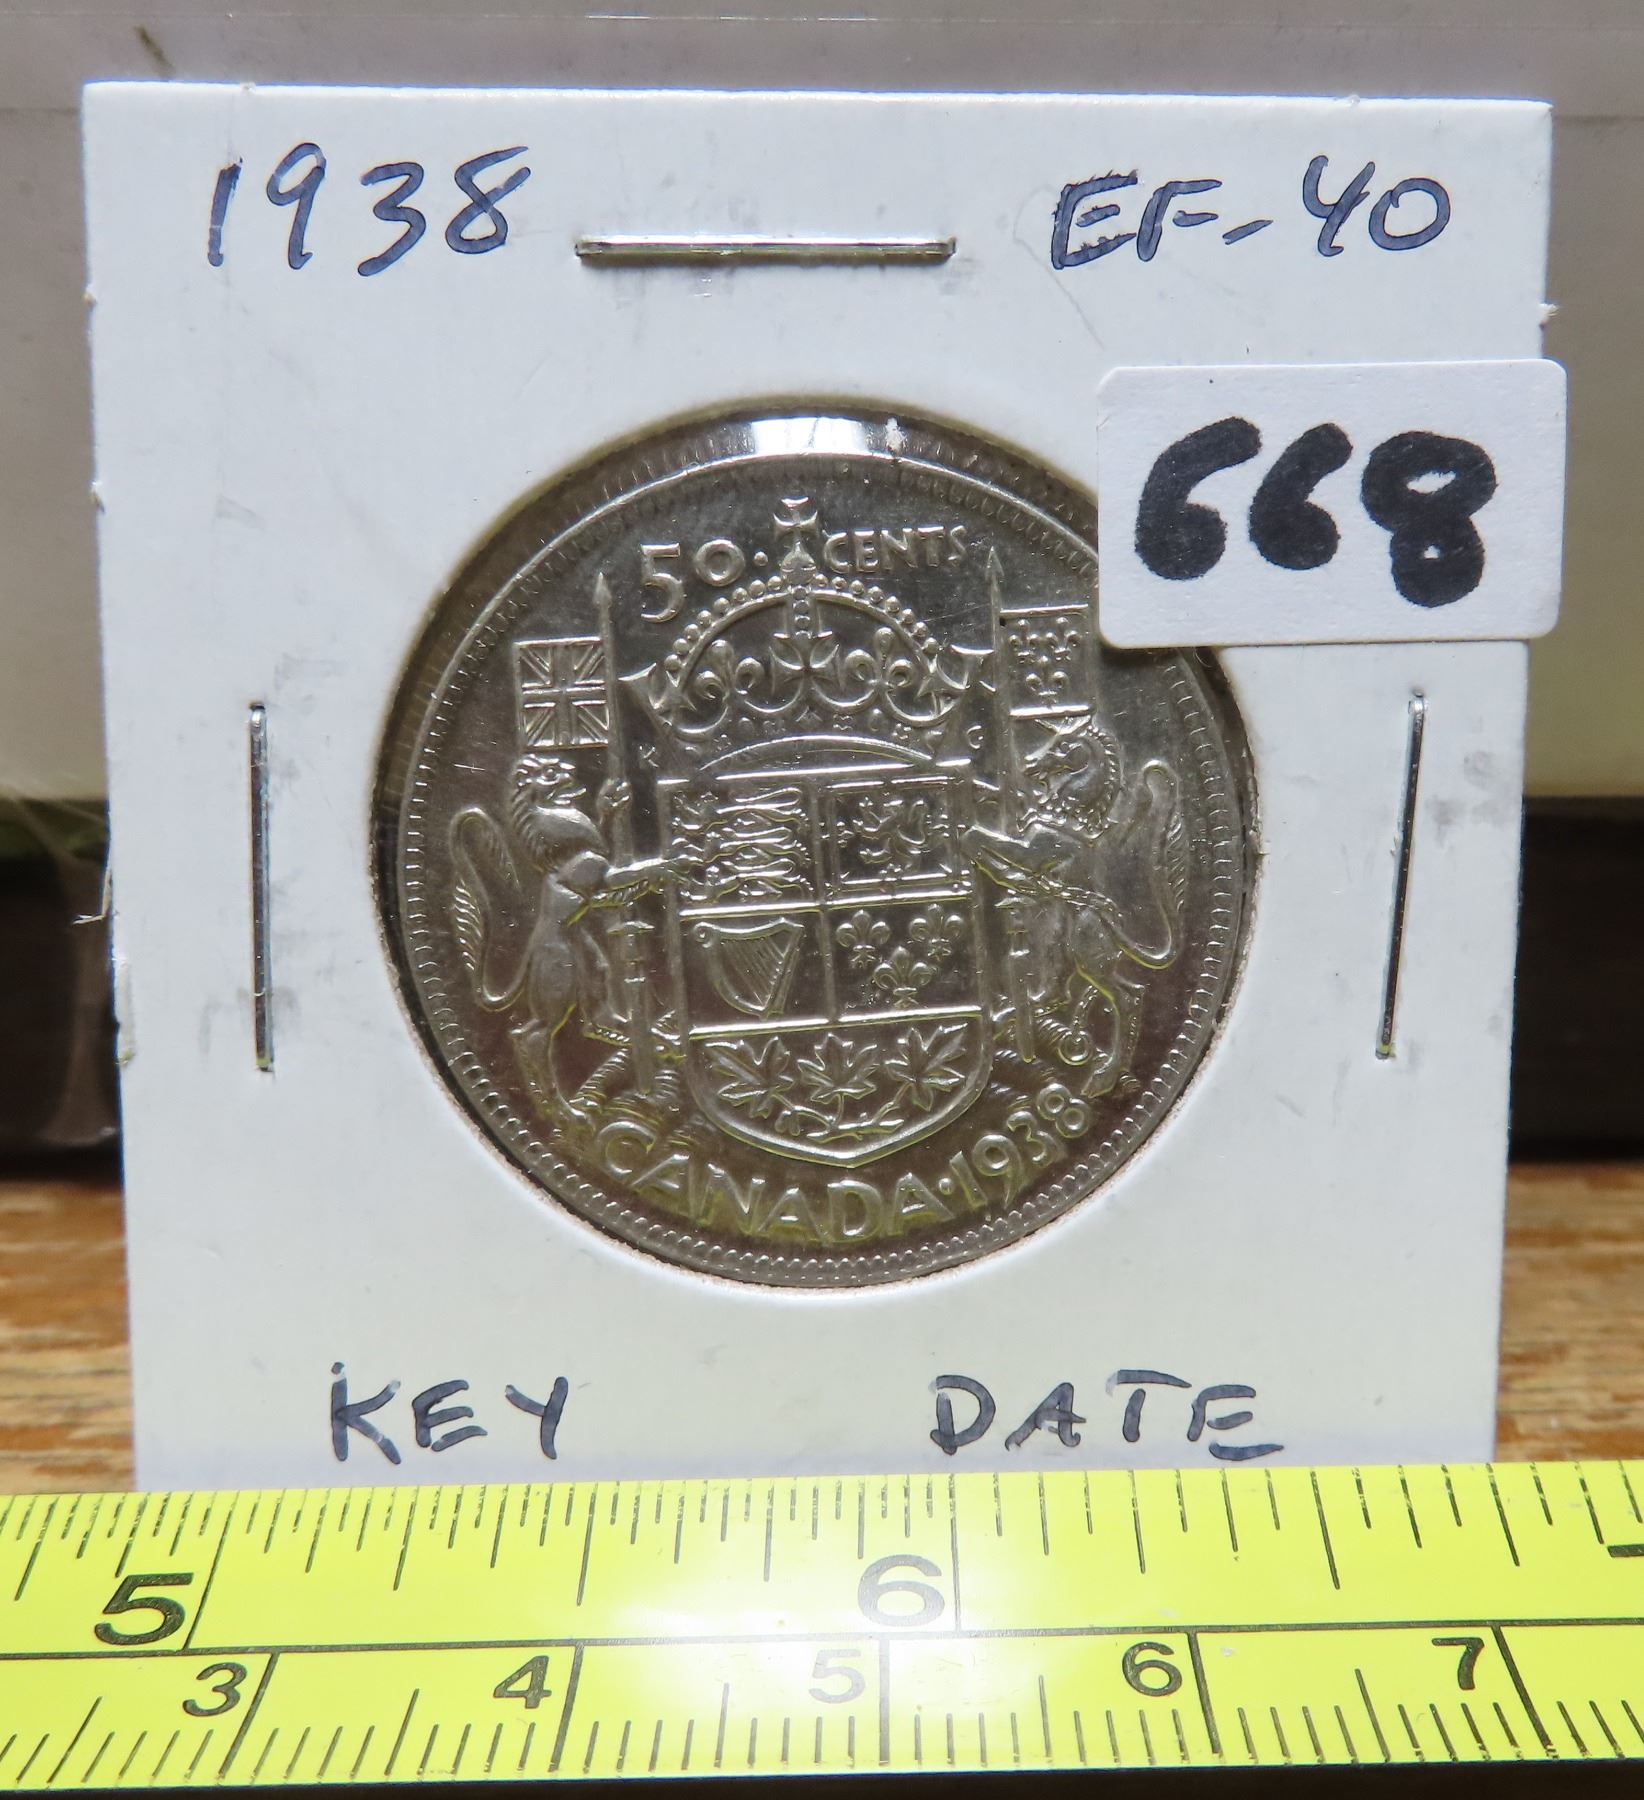 1938 EF-40
668
50 · CENTS
K G
CANADA · 1938
KEY DATE
5 6
3 4 5 6 7